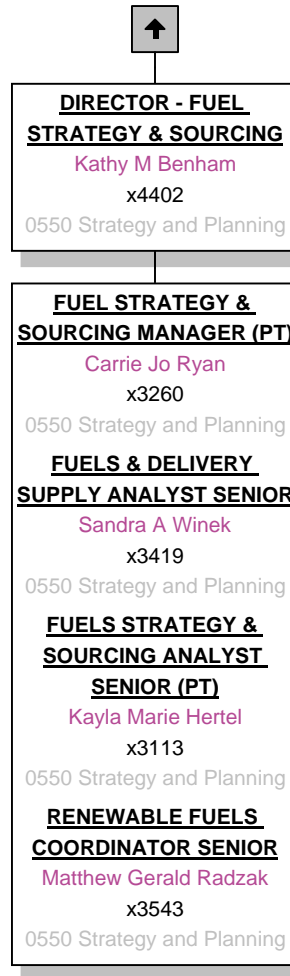 DIRECTOR - FUEL
STRATEGY & SOURCING
Kathy M Benham
x4402
0550 Strategy and Planning
FUEL STRATEGY &
SOURCING MANAGER (PT)
Carrie Jo Ryan
x3260
0550 Strategy and Planning
FUELS & DELIVERY
SUPPLY ANALYST SENIOR
Sandra A Winek
x3419
0550 Strategy and Planning
FUELS STRATEGY &
SOURCING ANALYST
SENIOR (PT)
Kayla Marie Hertel
x3113
0550 Strategy and Planning
RENEWABLE FUELS
COORDINATOR SENIOR
Matthew Gerald Radzak
x3543
0550 Strategy and Planning